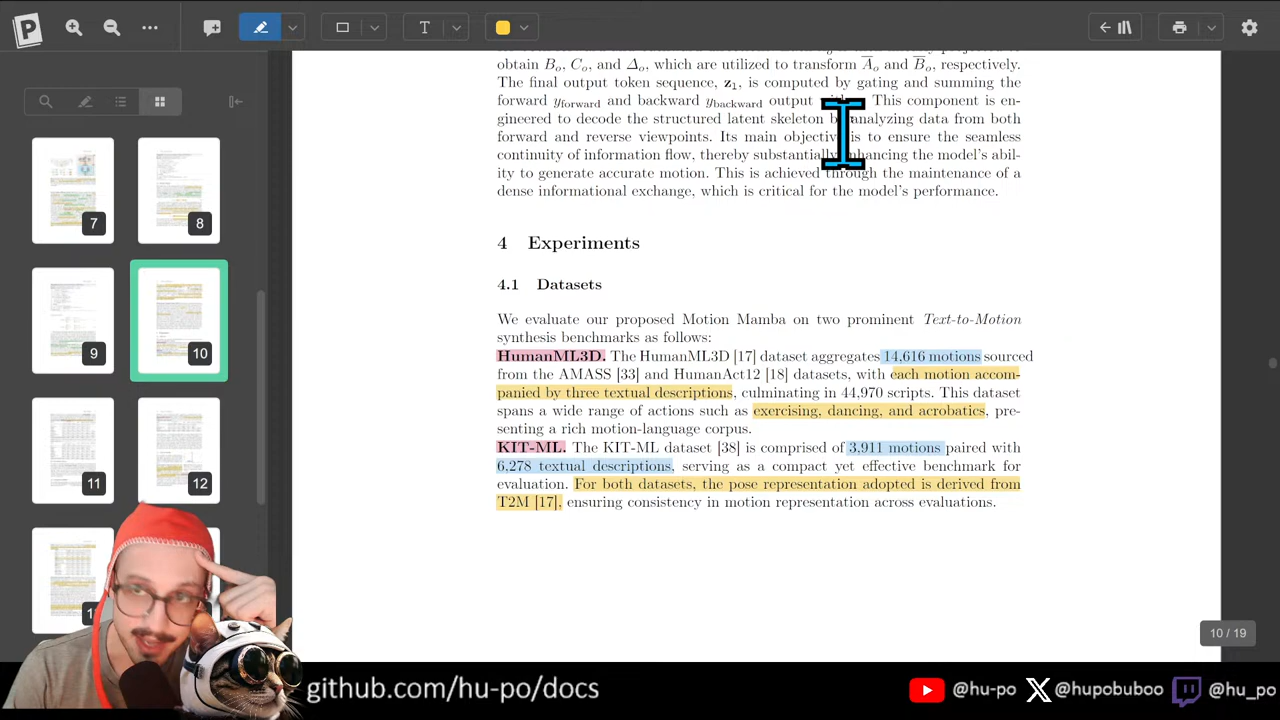 T
obtain Bo, Co, and Δo, which are utilized to transform A̅o and B̅o, respectively.
The final output token sequence, z1, is computed by gating and summing the
forward yforward and backward ybackward output This component is en-
gineered to decode the structured latent skeleton by analyzing data from both
forward and reverse viewpoints. Its main objective is to ensure the seamless
continuity of information flow, thereby substantially enhancing the model's abil-
ity to generate accurate motion. This is achieved through the maintenance of a
dense informational exchange, which is critical for the model's performance.
4 Experiments
4.1 Datasets
We evaluate our proposed Motion Mamba on two prominent Text-to-Motion
synthesis benchmarks as follows:
HumanML3D. The HumanML3D [17] dataset aggregates 14,616 motions sourced
from the AMASS [33] and HumanAct12 [18] datasets, with each motion accom-
panied by three textual descriptions, culminating in 44,970 scripts. This dataset
spans a wide range of actions such as exercising, dancing, and acrobatics, pre-
senting a rich motion-language corpus.
KIT-ML. The KIT-ML dataset [38] is comprised of 3,911 motions paired with
6,278 textual descriptions, serving as a compact yet effective benchmark for
evaluation. For both datasets, the pose representation adopted is derived from
T2M [17], ensuring consistency in motion representation across evaluations.
7
8
9
10
11
12
10 / 19
github.com/hu-po/docs
@hu-po
@hupobuboo
@hu_po